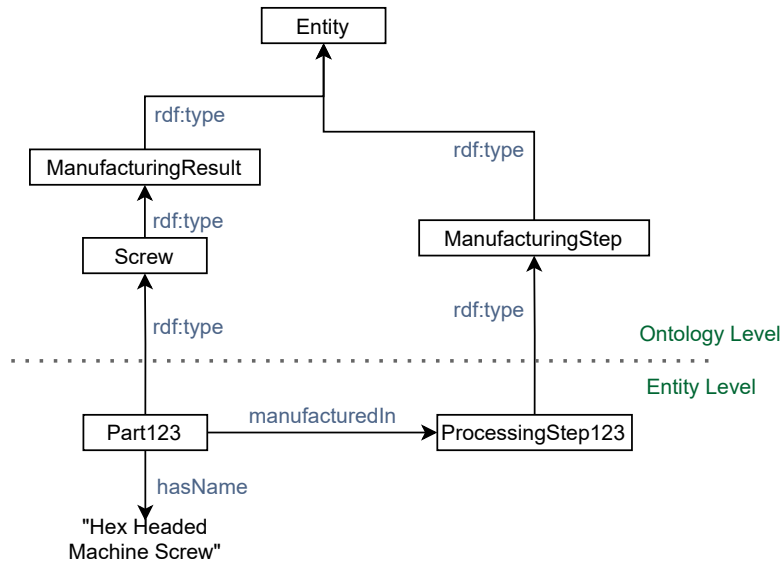 Entity
rdf:type
rdf:type
ManufacturingResult
rdf:type
ManufacturingStep
Screw
rdf:type
rdf:type
Ontology Level
Entity Level
Part123
manufacturedIn
ProcessingStep123
hasName
"Hex Headed
Machine Screw"